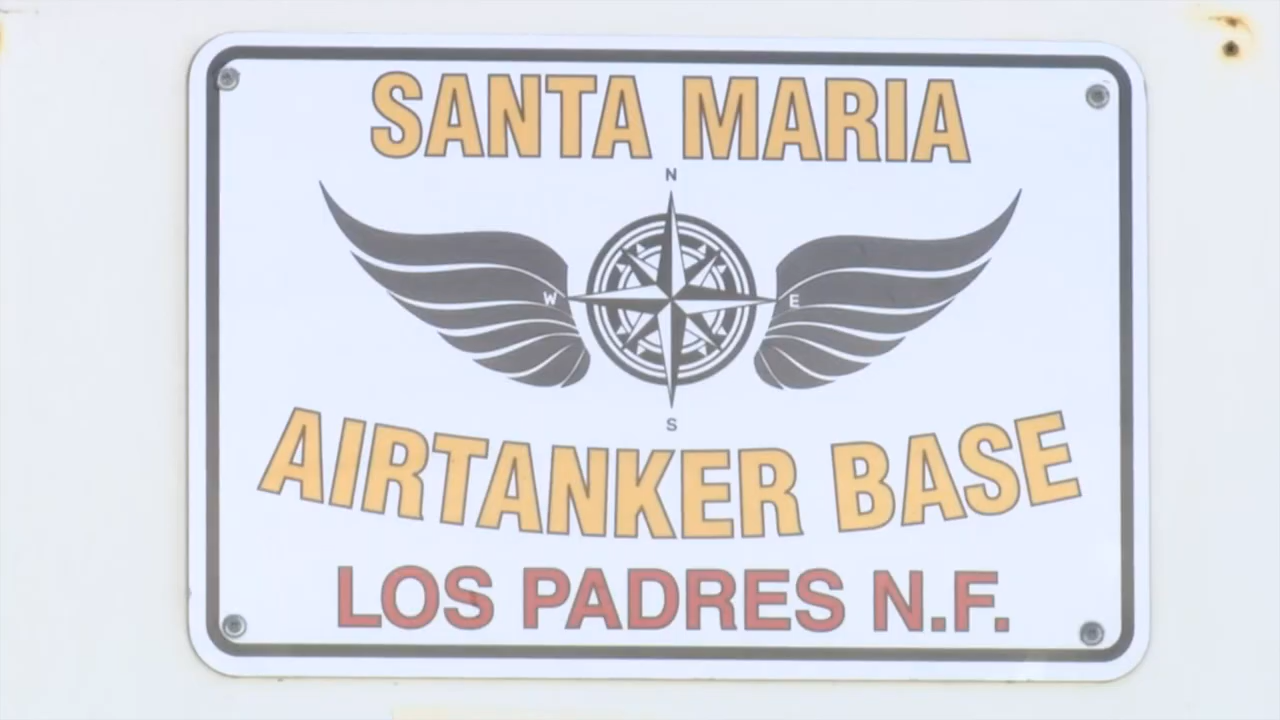 SANTA MARIA
N
W E
S
AIRTANKER BASE
LOS PADRES N.F.